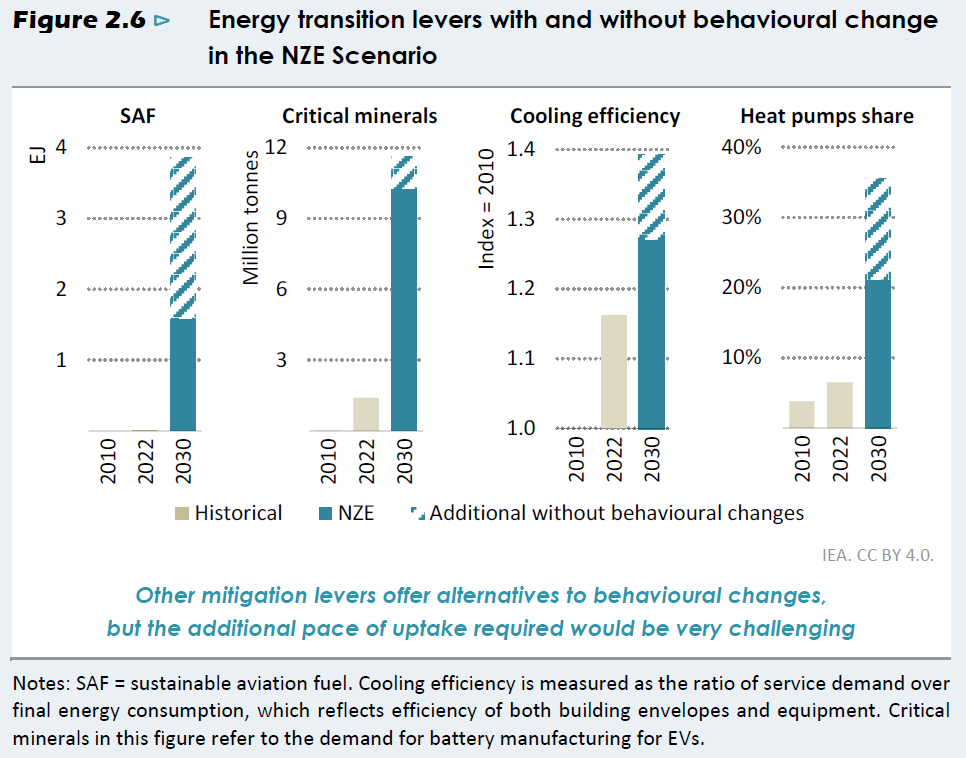 Figure 2.6 ▷ Energy transition levers with and without behavioural change
in the NZE Scenario
SAF
EJ
4
3
2
1
2010
2022
2030
Critical minerals
Million tonnes
12
9
6
3
2010
2022
2030
Cooling efficiency
Index = 2010
1.4
1.3
1.2
1.1
1.0
2010
2022
2030
Heat pumps share
40%
30%
20%
10%
2010
2022
2030
Historical
NZE
Additional without behavioural changes
IEA. CC BY 4.0.
Other mitigation levers offer alternatives to behavioural changes,
but the additional pace of uptake required would be very challenging
Notes: SAF = sustainable aviation fuel. Cooling efficiency is measured as the ratio of service demand over
final energy consumption, which reflects efficiency of both building envelopes and equipment. Critical
minerals in this figure refer to the demand for battery manufacturing for EVs.